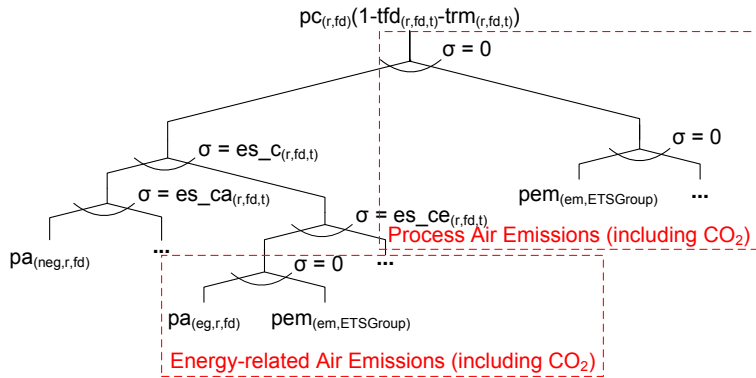 pc(r,fd)(1-tfd(r,fd,t)-trm(r,fd,t))
σ = 0
σ = es_c(r,fd,t)
σ = 0
σ = es_ca(r,fd,t)
pem(em,ETSGroup)
...
σ = es_ce(r,fd,t)
Process Air Emissions (including CO₂)
pa(neg,r,fd)
...
σ = 0
...
pa(eg,r,fd)
pem(em,ETSGroup)
Energy-related Air Emissions (including CO₂)